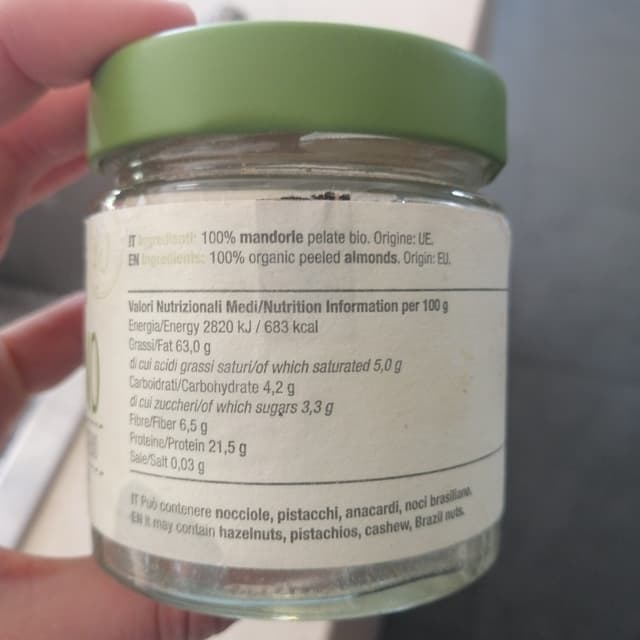 IT Ingredienti: 100% mandorle pelate bio. Origine: UE.
EN Ingredients: 100% organic peeled almonds. Origin: EU.
Valori Nutrizionali Medi/Nutrition Information per 100 g
Energia/Energy 2820 kJ / 683 kcal
Grassi/Fat 63,0 g
di cui acidi grassi saturi/of which saturated 5,0 g
Carboidrati/Carbohydrate 4,2 g
di cui zuccheri/of which sugars 3,3 g
Fibre/Fiber 6,5 g
Proteine/Protein 21,5 g
Sale/Salt 0,03 g
IT Può contenere nocciole, pistacchi, anacardi, noci brasiliane.
EN It may contain hazelnuts, pistachios, cashew, Brazil nuts.